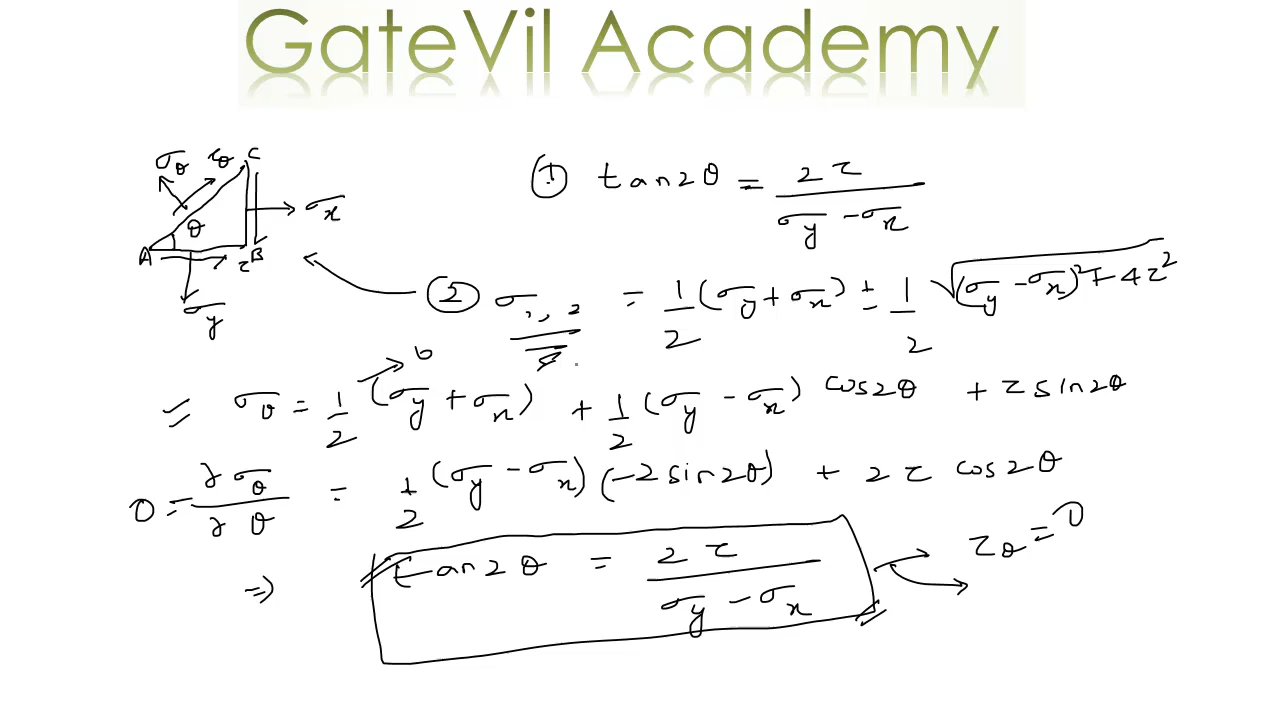 GateVil Academy
σθ τθ C
θ
σx
A τ B
σy
① tan2θ = 2τ / (σy - σx)
② σ1,2 = 1/2 (σy + σx) ± 1/2 √((σy - σx)² + 4τ²)
σθ = 1/2 (σy + σx) + 1/2 (σy - σx) cos2θ + τ sin2θ
0 = ∂σθ / ∂θ = 1/2 (σy - σx) (-2 sin2θ) + 2τ cos2θ
⇒ tan2θ = 2τ / (σy - σx) → τθ = 0